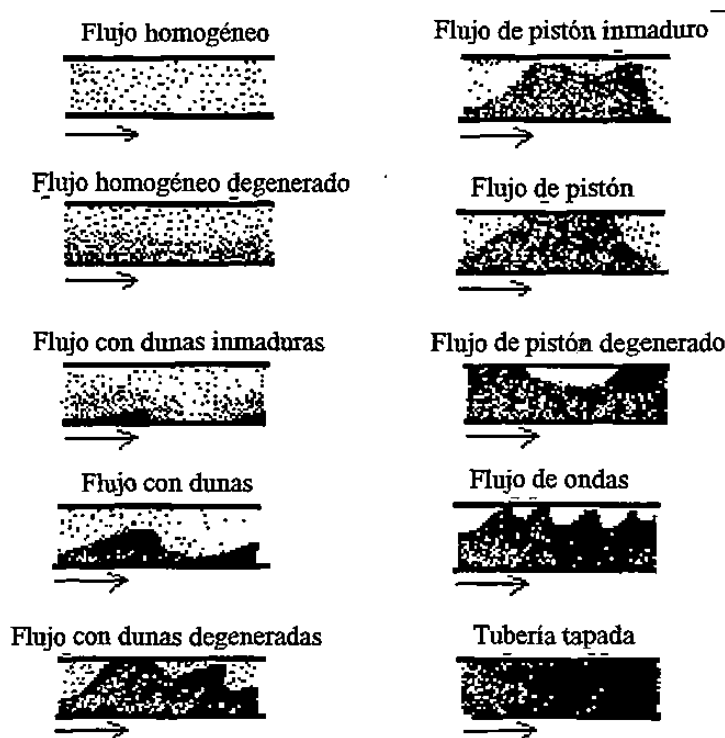 Flujo homogéneo
Flujo homogéneo degenerado
Flujo con dunas inmaduras
Flujo con dunas
Flujo con dunas degeneradas
Flujo de pistón inmaduro
Flujo de pistón
Flujo de pistón degenerado
Flujo de ondas
Tubería tapada